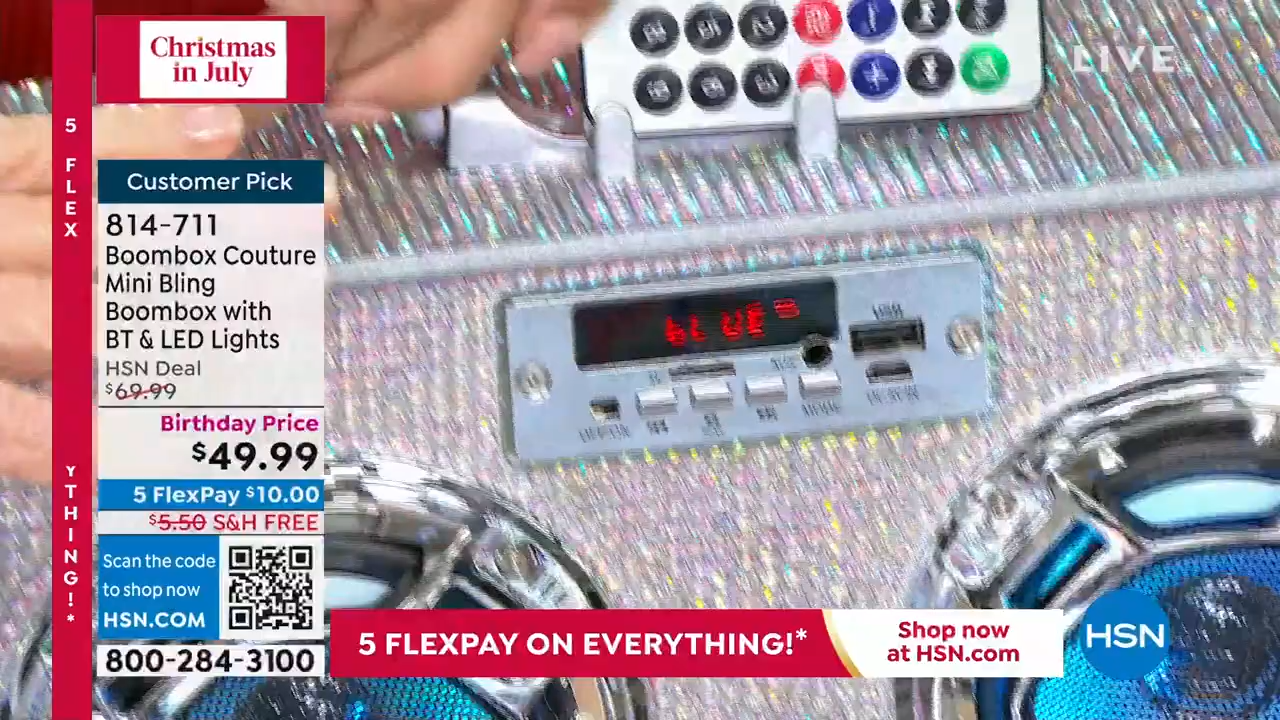 Christmas
in July
LIVE
5 FLEX
YTHING!*
Customer Pick
814-711
Boombox Couture
Mini Bling
Boombox with
BT & LED Lights
HSN Deal
$69.99
Birthday Price
$49.99
5 FlexPay $10.00
$5.50 S&H FREE
Scan the code
to shop now
HSN.COM
800-284-3100
bLUE
USB
5 FLEXPAY ON EVERYTHING!*
Shop now
at HSN.com
HSN